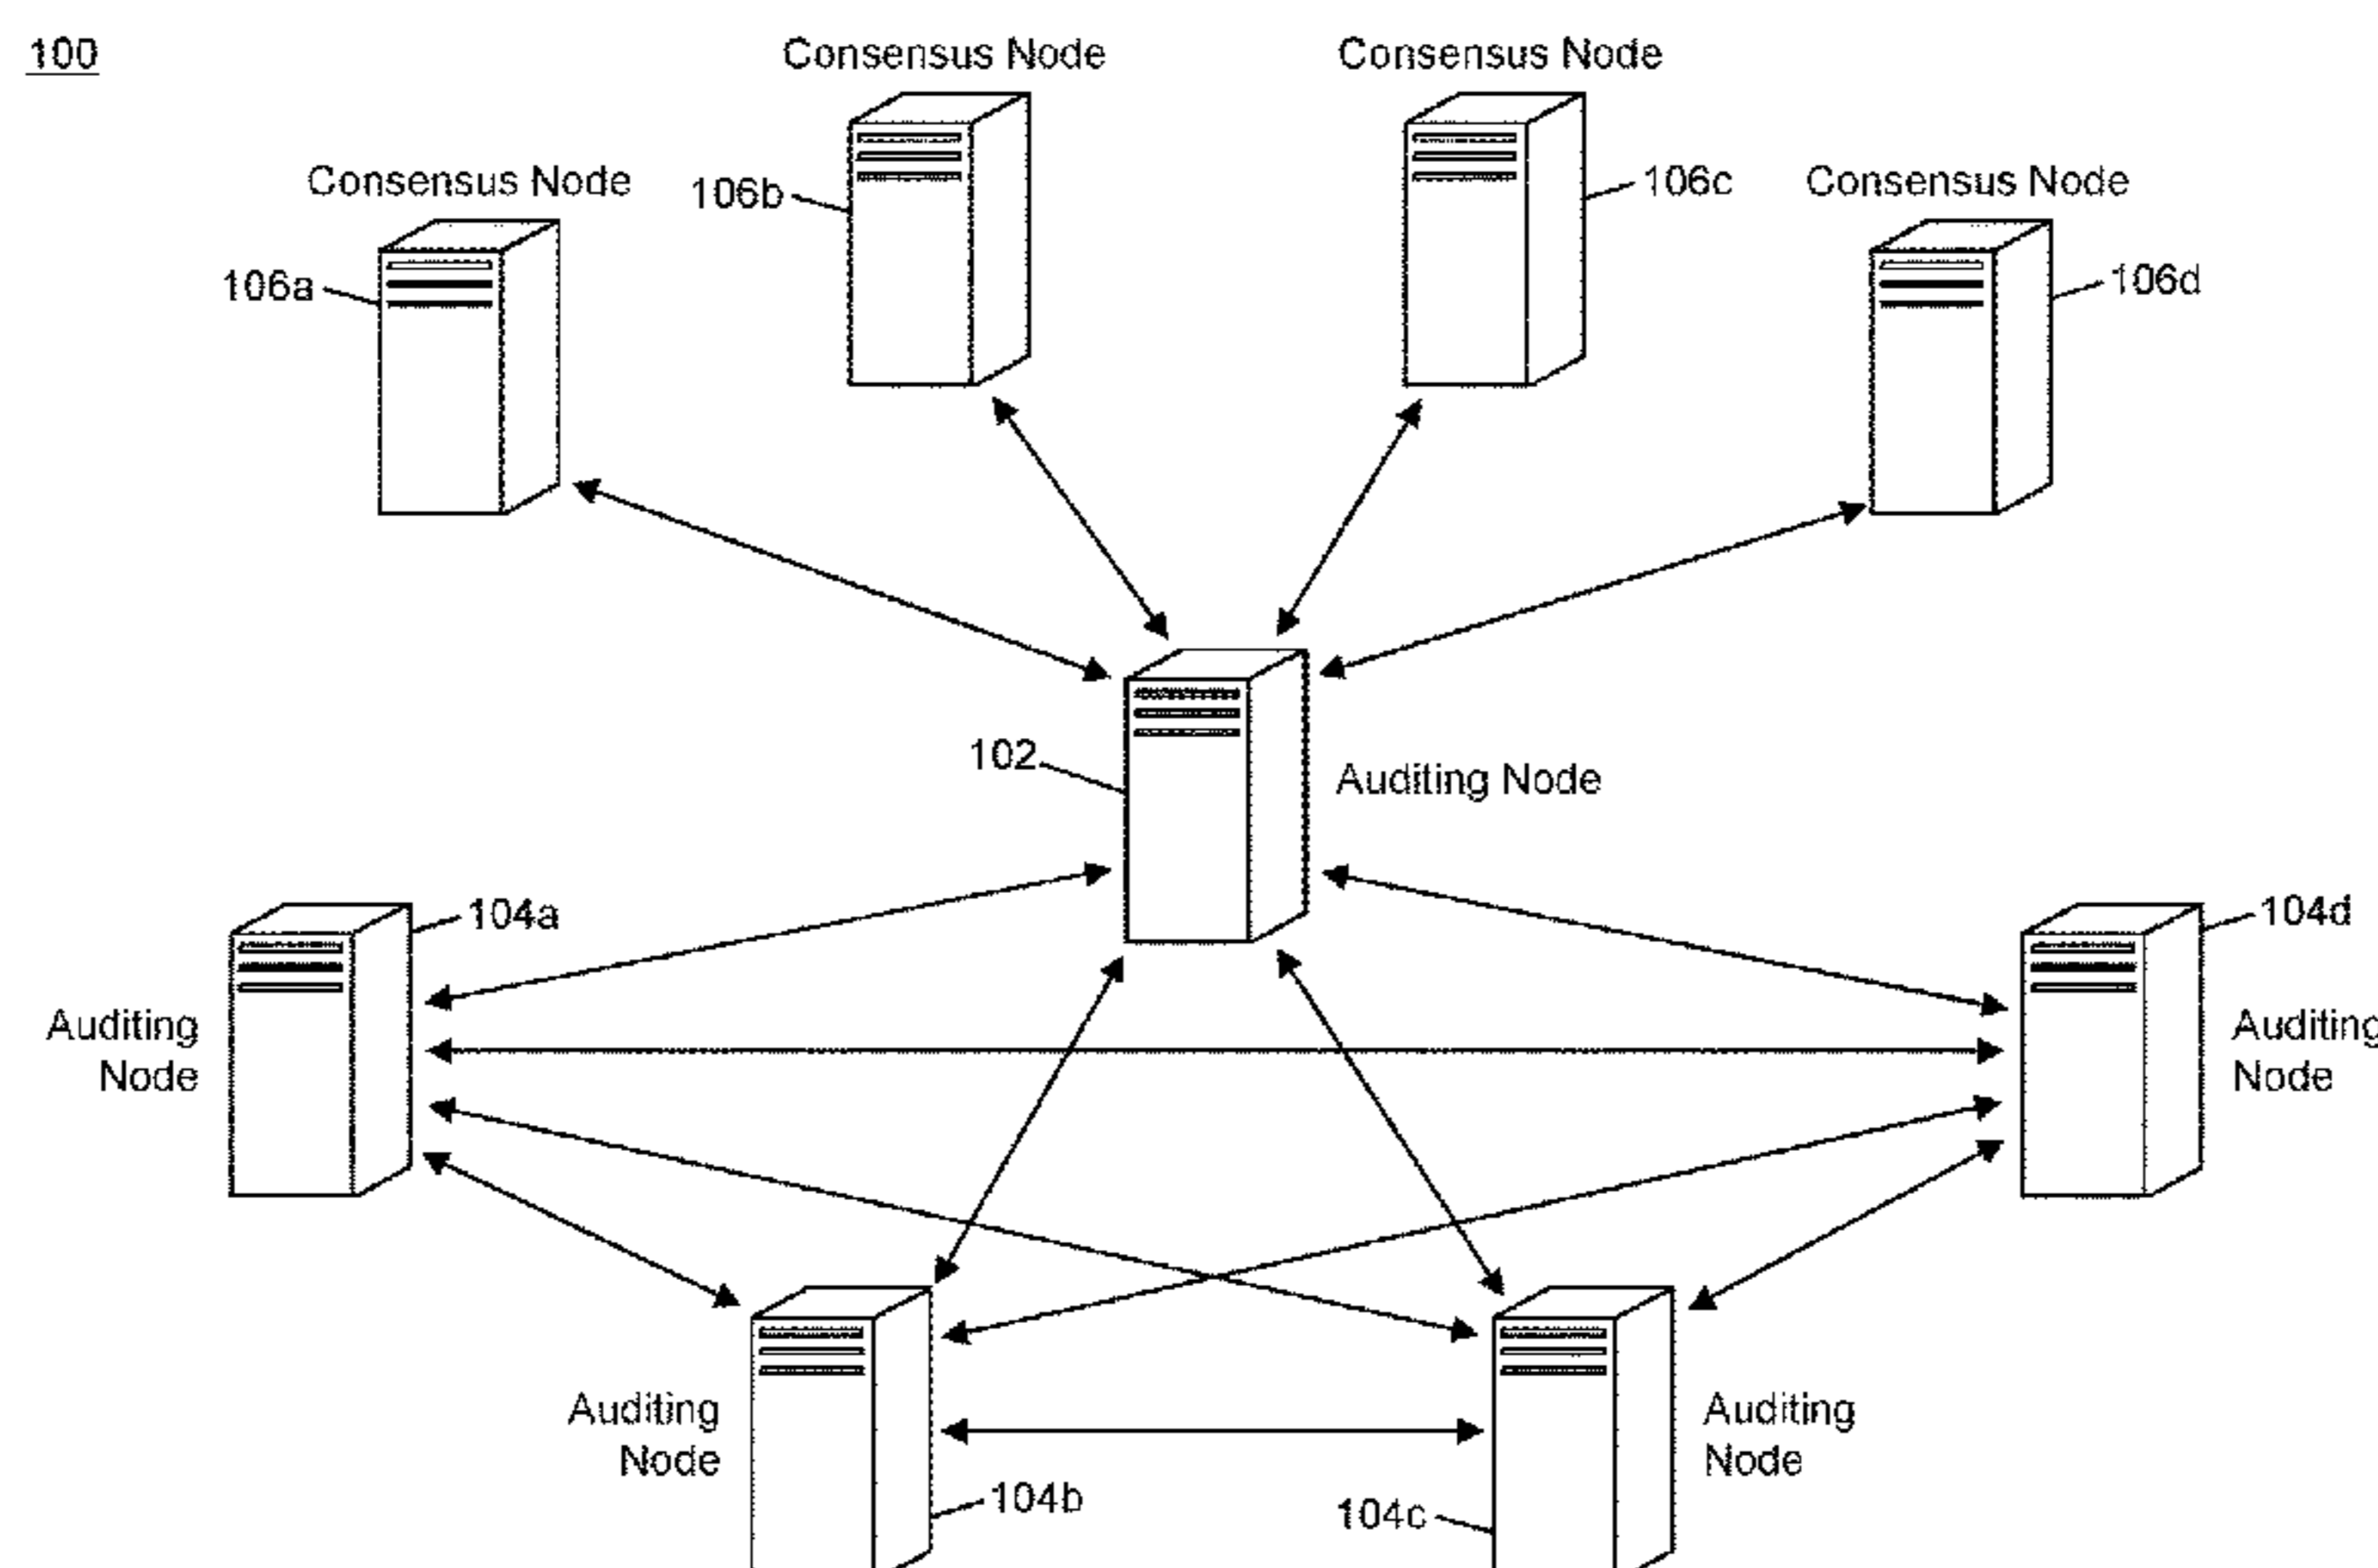 100
Consensus Node
Consensus Node
Consensus Node
106b
106c
Consensus Node
106a
106d
102
Auditing Node
104a
104d
Auditing
Node
Auditing
Node
Auditing
Node
Auditing
Node
104b
104c